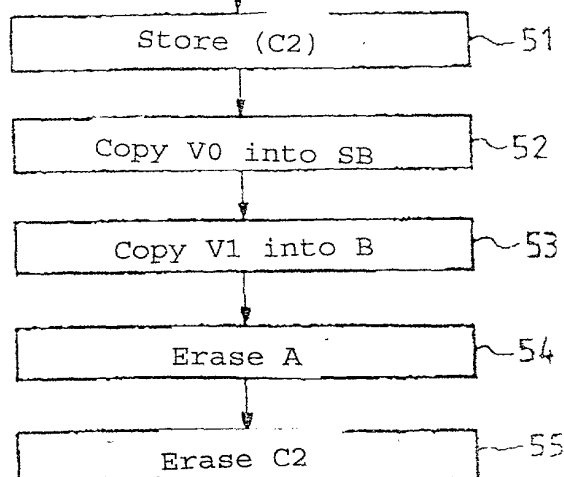 Store (C2) 51
Copy V0 into SB 52
Copy V1 into B 53
Erase A 54
Erase C2 55